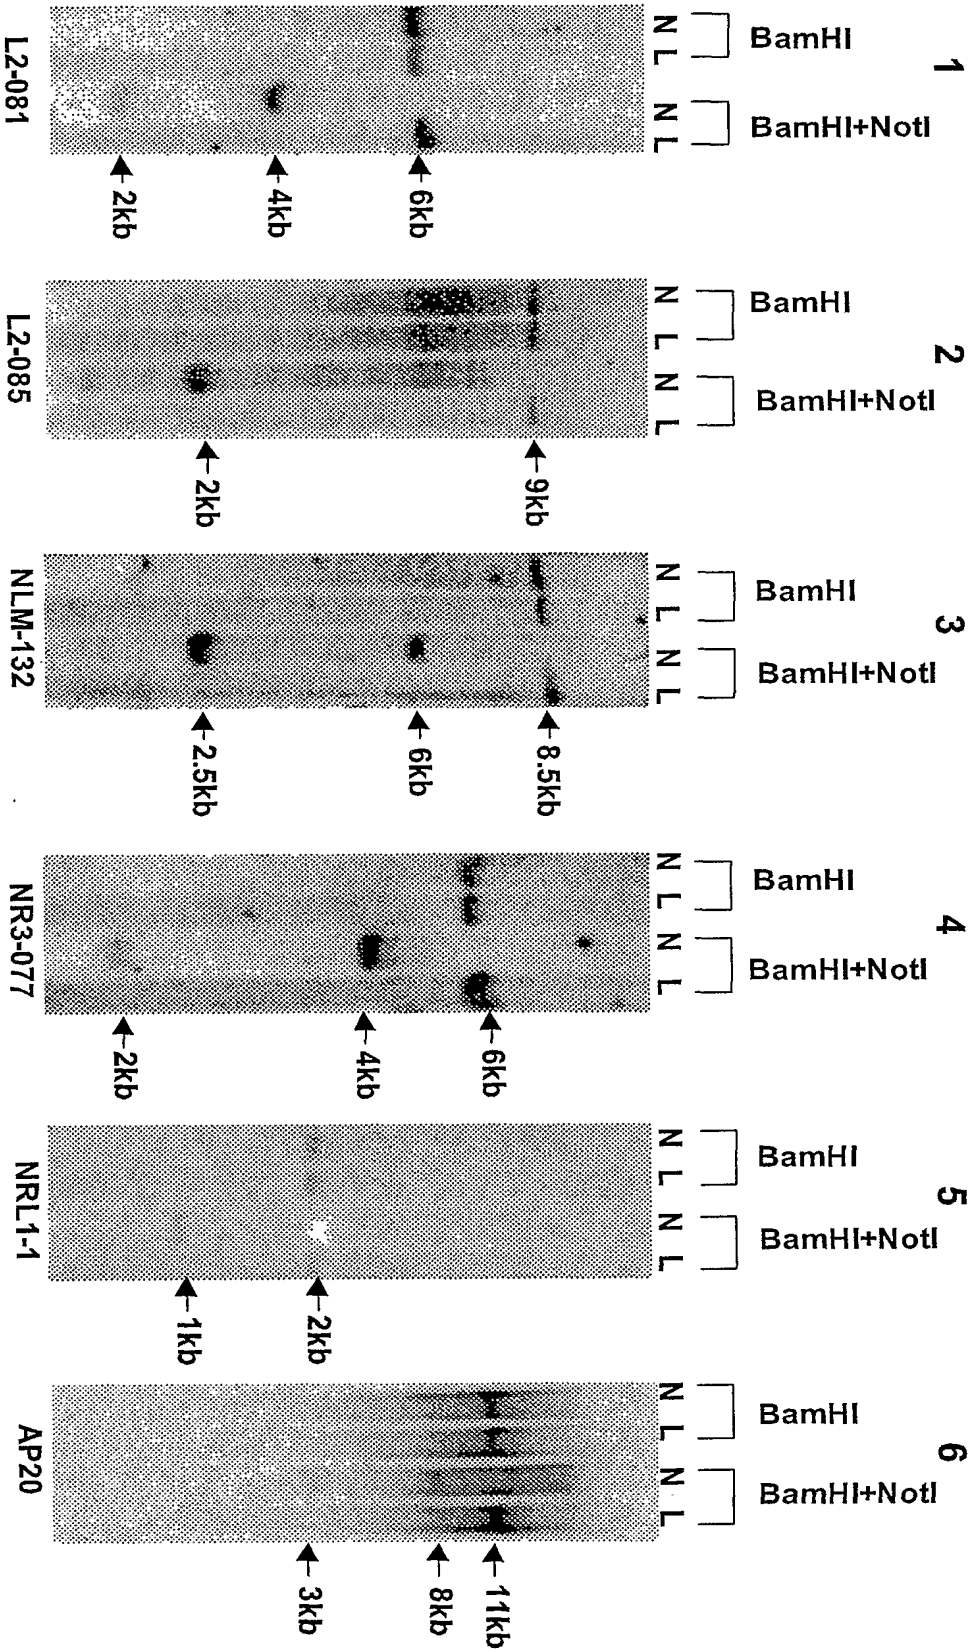 1
BamHI
BamHI+NotI
N L N L
6kb
4kb
2kb
L2-081
2
BamHI
BamHI+NotI
N L N L
9kb
2kb
L2-085
3
BamHI
BamHI+NotI
N L N L
8.5kb
6kb
2.5kb
NLM-132
4
BamHI
BamHI+NotI
N L N L
6kb
4kb
2kb
NR3-077
5
BamHI
BamHI+NotI
N L N L
2kb
1kb
NRL1-1
6
BamHI
BamHI+NotI
N L N L
11kb
8kb
3kb
AP20